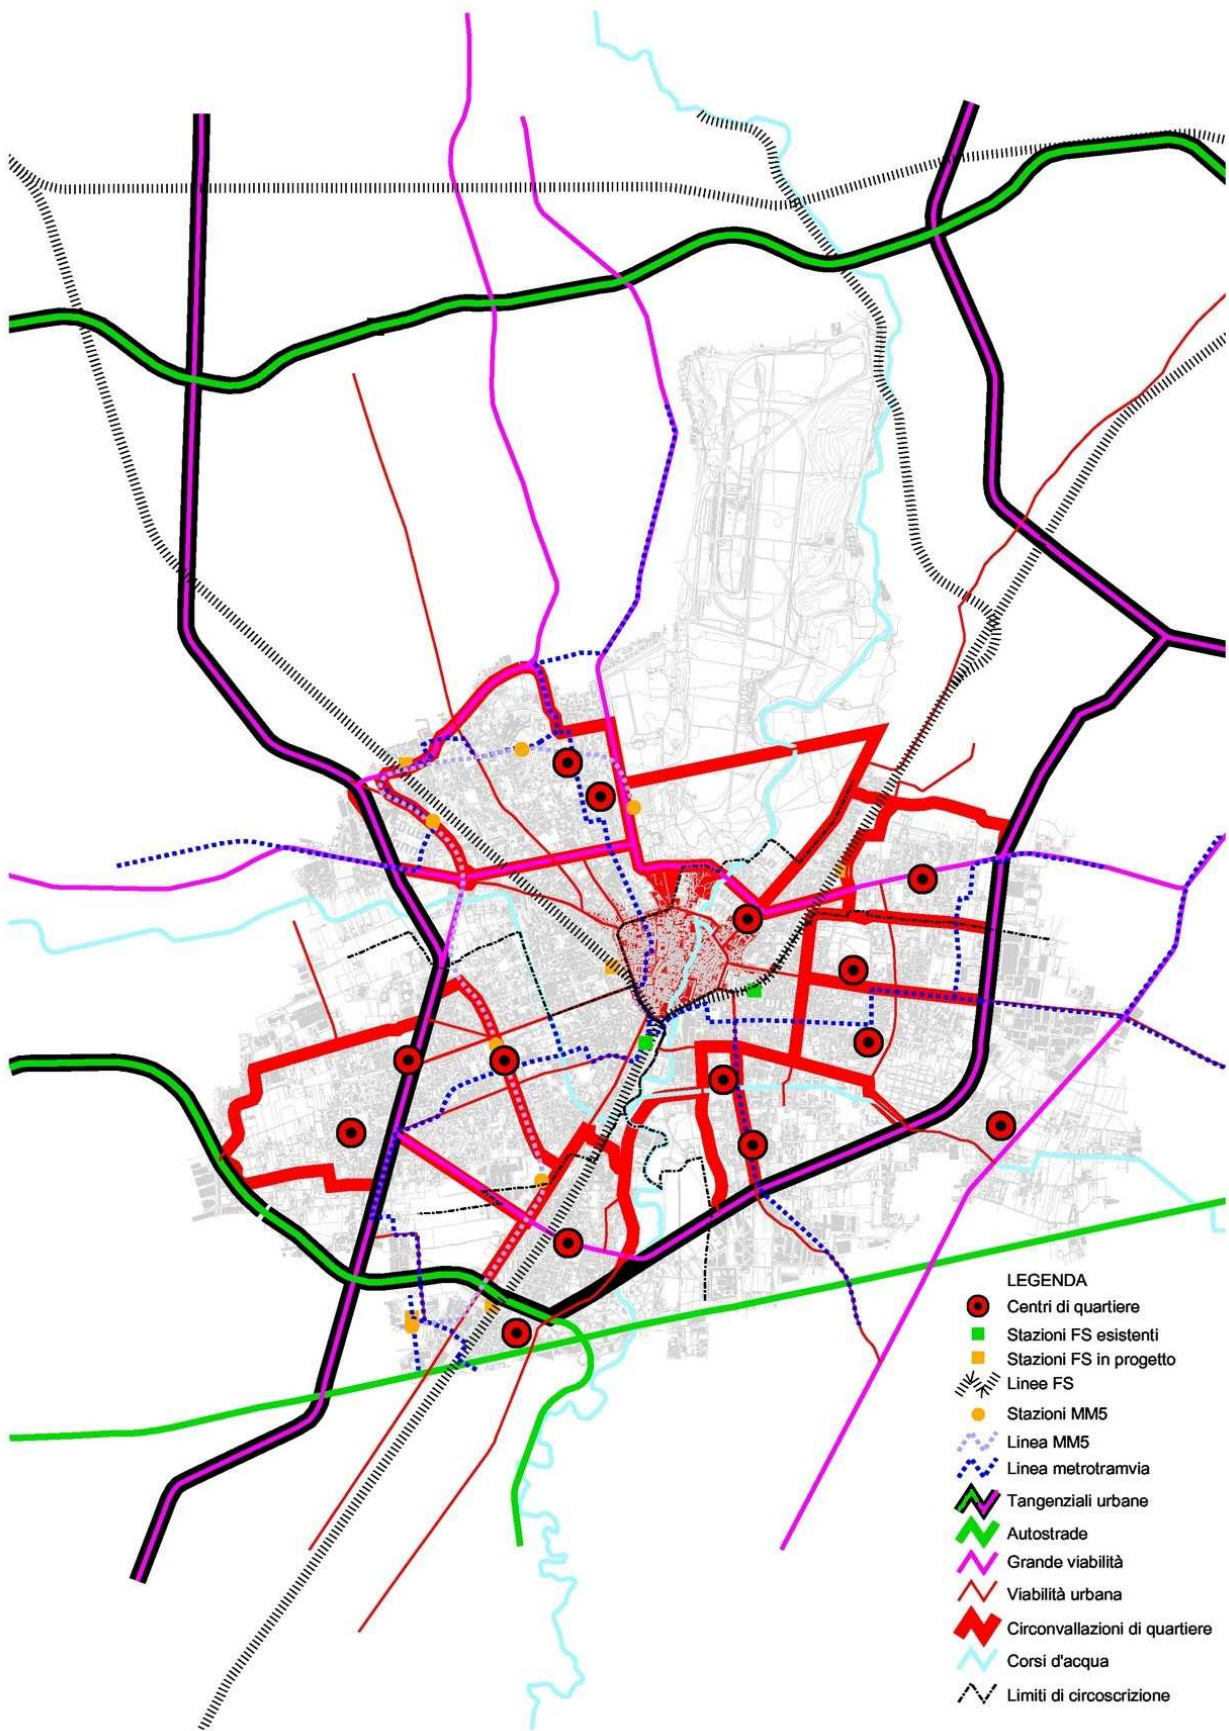 LEGENDA
Centri di quartiere
Stazioni FS esistenti
Stazioni FS in progetto
Linee FS
Stazioni MM5
Linea MM5
Linea metrotramvia
Tangenziali urbane
Autostrade
Grande viabilità
Viabilità urbana
Circonvallazioni di quartiere
Corsi d'acqua
Limiti di circoscrizione